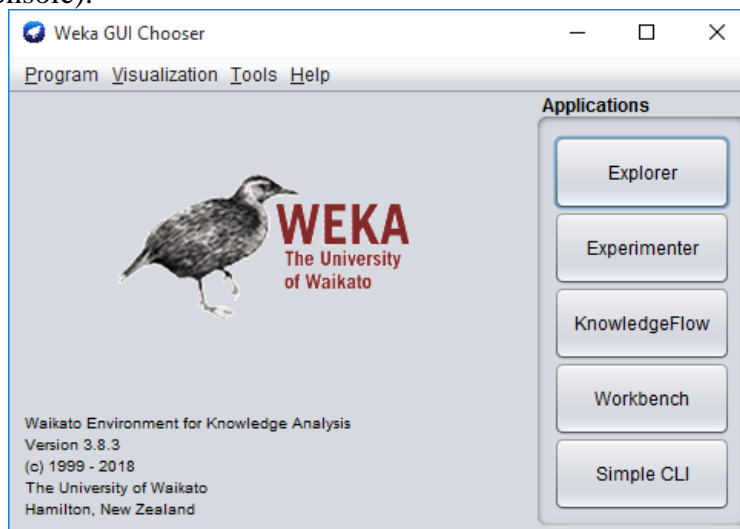 onsole).
Weka GUI Chooser
Program Visualization Tools Help
Applications
Explorer
WEKA
The University
of Waikato
Experimenter
KnowledgeFlow
Workbench
Simple CLI
Waikato Environment for Knowledge Analysis
Version 3.8.3
(c) 1999 - 2018
The University of Waikato
Hamilton, New Zealand